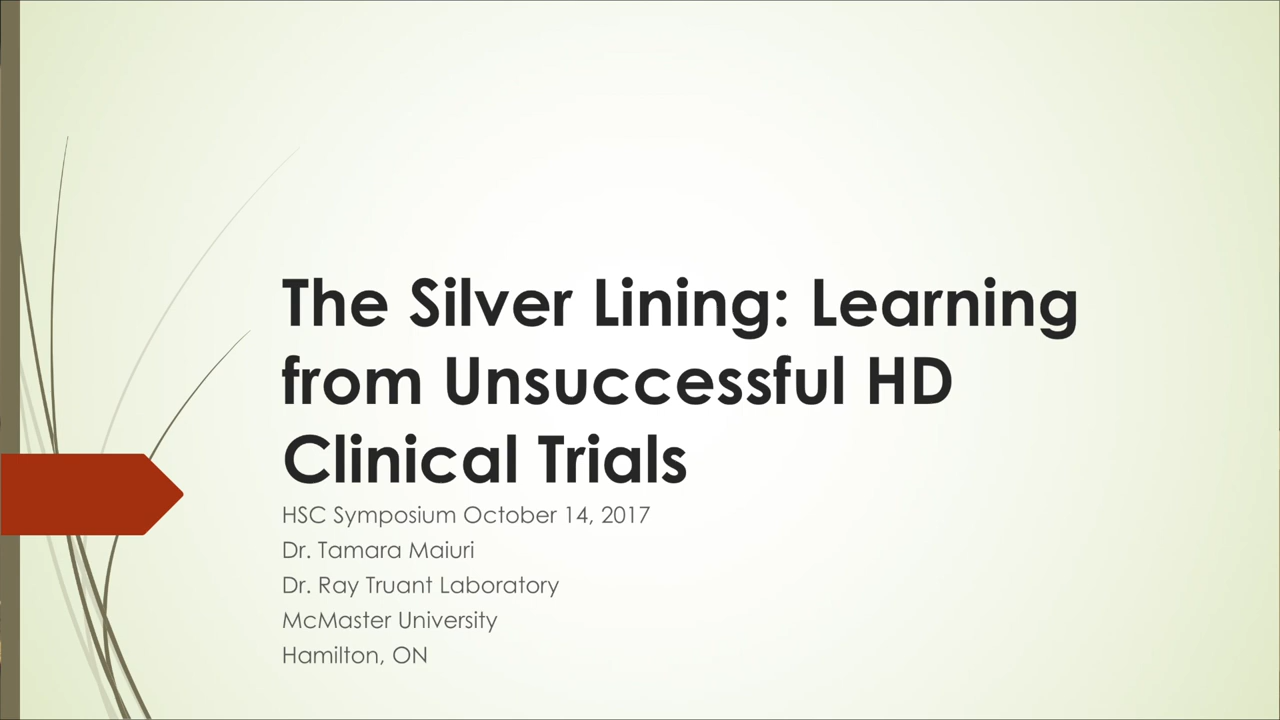 The Silver Lining: Learning
from Unsuccessful HD
Clinical Trials
HSC Symposium October 14, 2017
Dr. Tamara Maiuri
Dr. Ray Truant Laboratory
McMaster University
Hamilton, ON